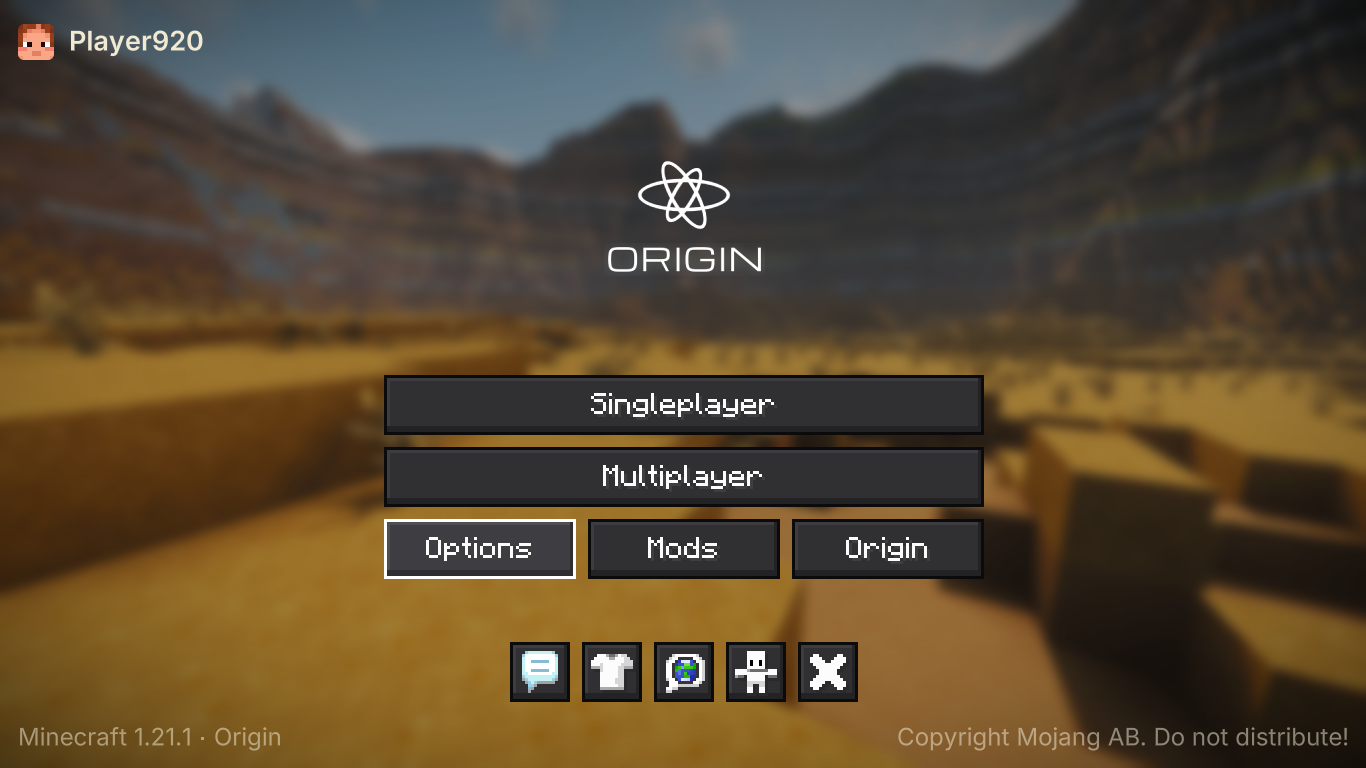 Player920
ORIGIN
Singleplayer
Multiplayer
Options
Mods
Origin
Minecraft 1.21.1 · Origin
Copyright Mojang AB. Do not distribute!